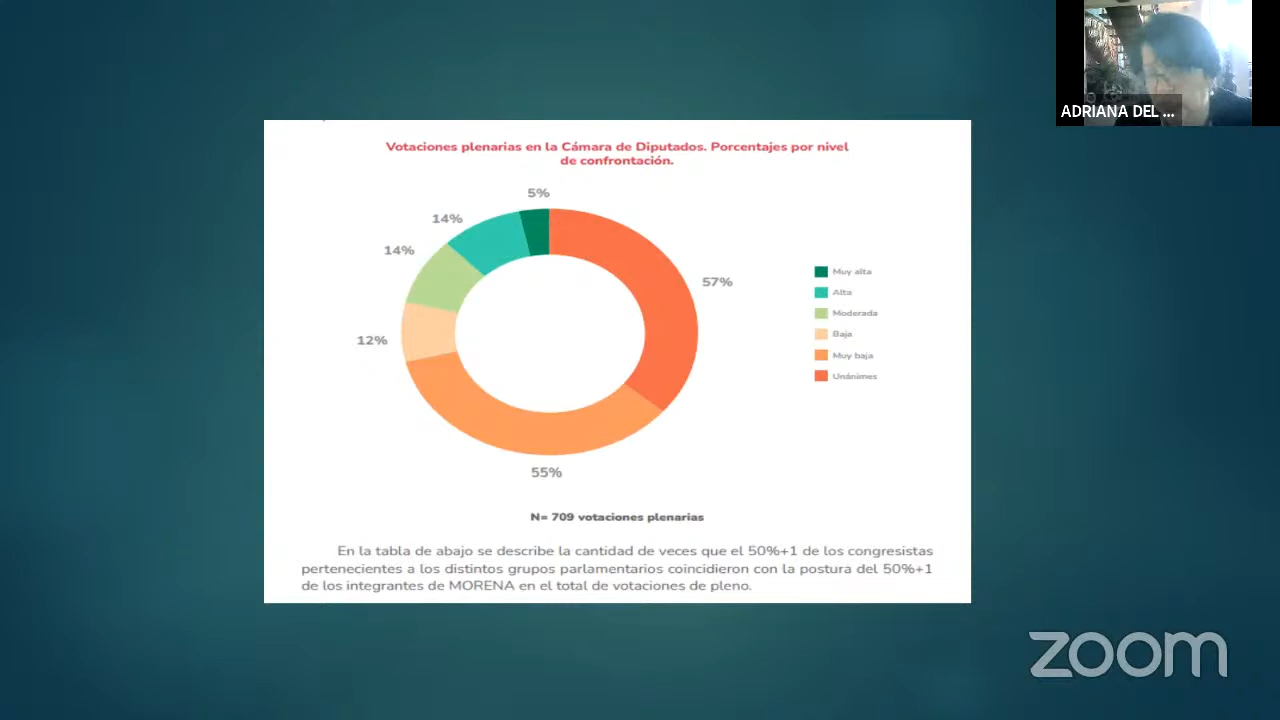 ADRIANA DEL ...
Votaciones plenarias en la Cámara de Diputados. Porcentajes por nivel
de confrontación.
5%
14%
14%
57%
12%
55%
Muy alta
Alta
Moderada
Baja
Muy baja
Unánimes
N= 709 votaciones plenarias
En la tabla de abajo se describe la cantidad de veces que el 50%+1 de los congresistas
pertenecientes a los distintos grupos parlamentarios coincidieron con la postura del 50%+1
de los integrantes de MORENA en el total de votaciones de pleno.
zoom